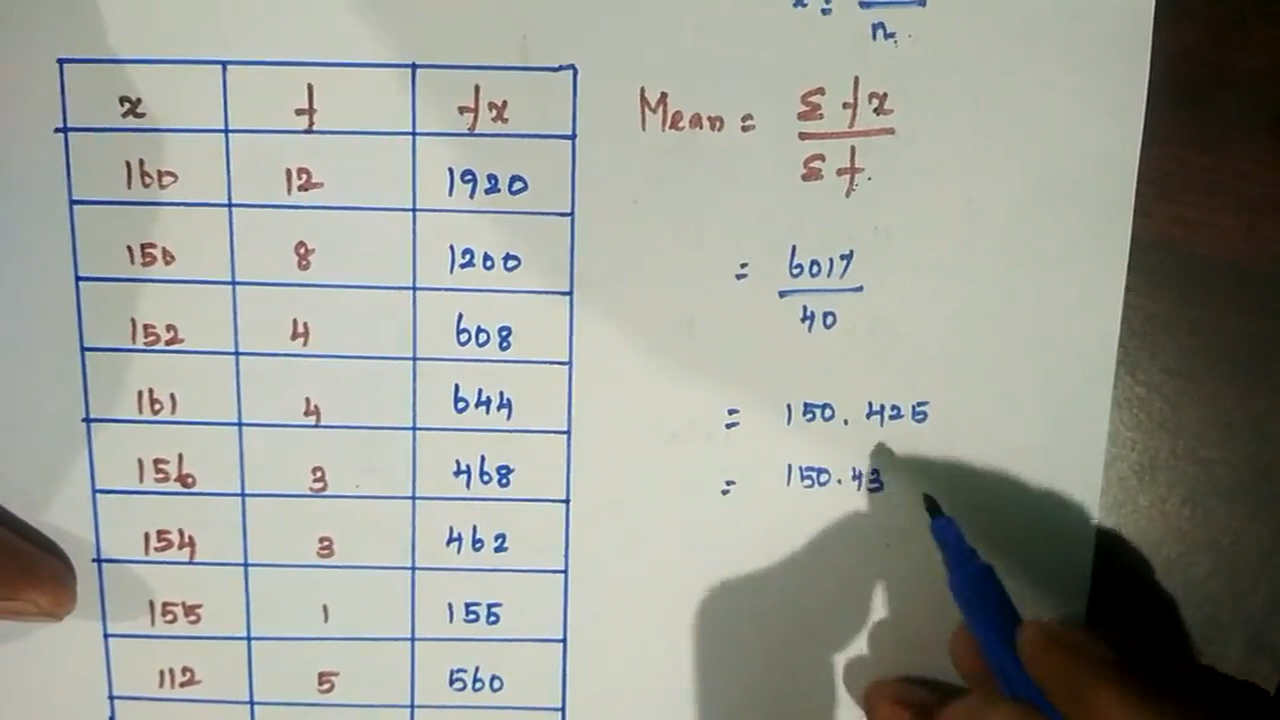 x = 
n
x f fx
160 12 1920
150 8 1200
152 4 608
161 4 644
156 3 468
154 3 462
155 1 155
112 5 560
Mean = Σfx
Σf
= 6017
40
= 150.425
= 150.43